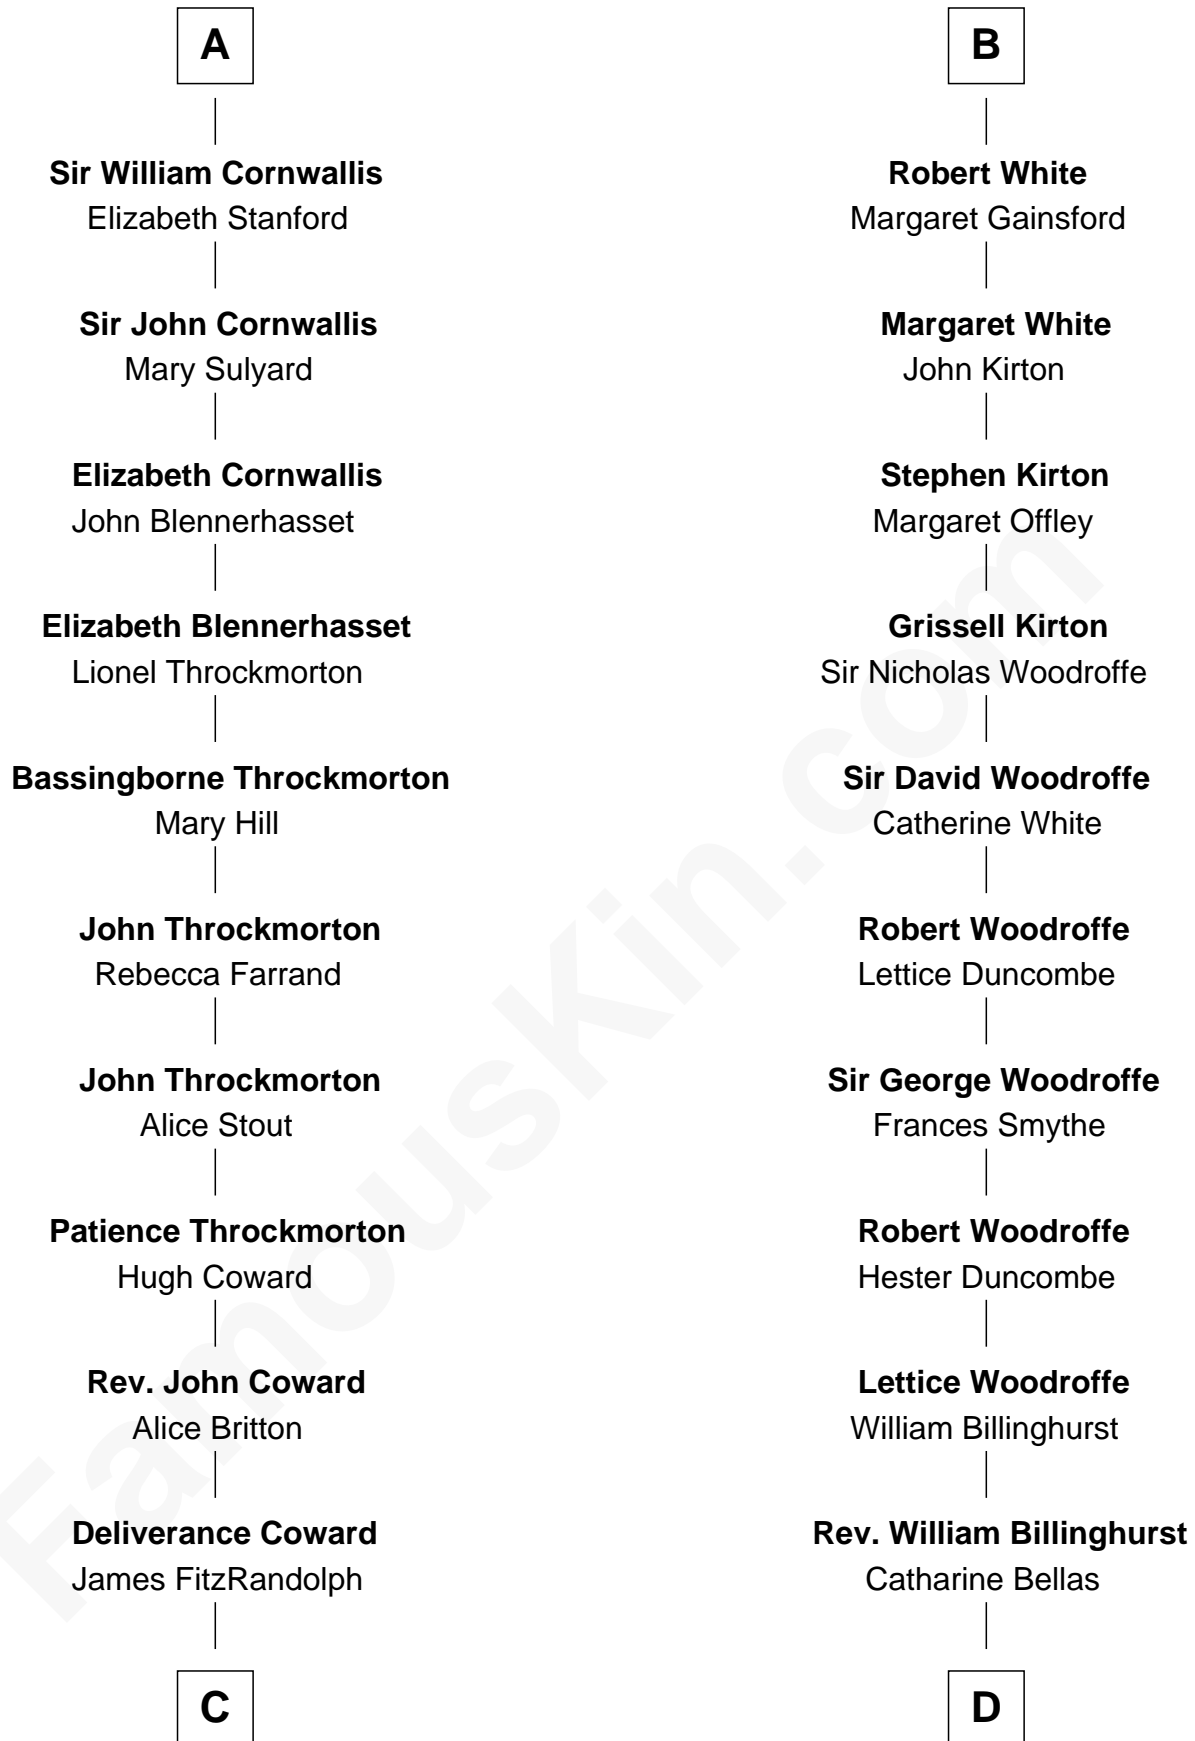 A
Sir William Cornwallis
Elizabeth Stanford
Sir John Cornwallis
Mary Sulyard
Elizabeth Cornwallis
John Blennerhasset
Elizabeth Blennerhasset
Lionel Throckmorton
Bassingborne Throckmorton
Mary Hill
John Throckmorton
Rebecca Farrand
John Throckmorton
Alice Stout
Patience Throckmorton
Hugh Coward
Rev. John Coward
Alice Britton
Deliverance Coward
James FitzRandolph
C
B
Robert White
Margaret Gainsford
Margaret White
John Kirton
Stephen Kirton
Margaret Offley
Grissell Kirton
Sir Nicholas Woodroffe
Sir David Woodroffe
Catherine White
Robert Woodroffe
Lettice Duncombe
Sir George Woodroffe
Frances Smythe
Robert Woodroffe
Hester Duncombe
Lettice Woodroffe
William Billinghurst
Rev. William Billinghurst
Catharine Bellas
D
FamousKin.com